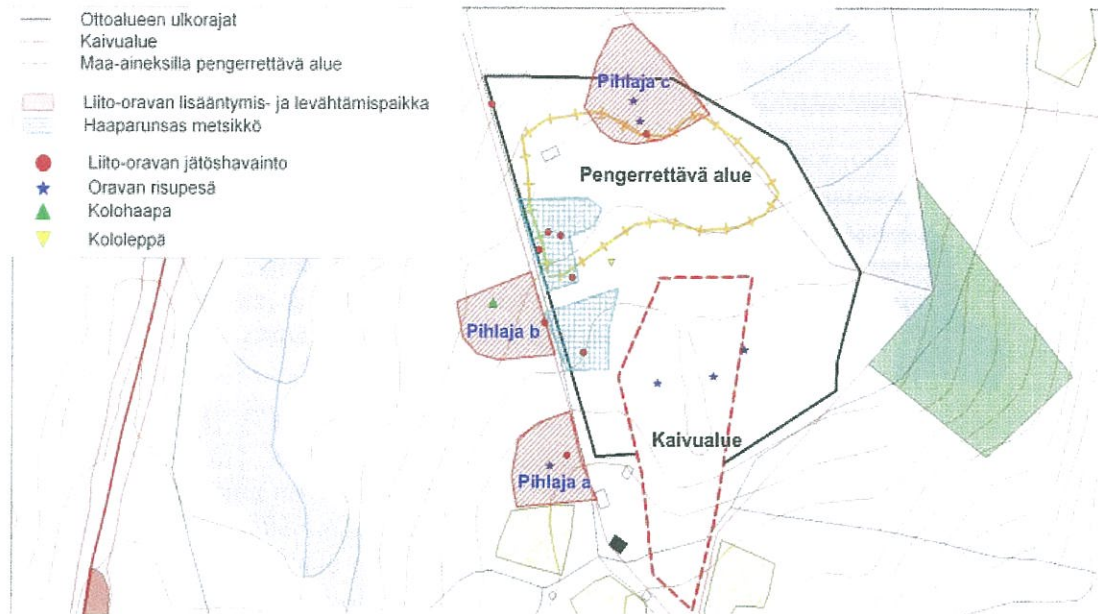 Ottoalueen ulkorajat
Kaivualue
Maa-aineksilla pengerrettävä alue
Liito-oravan lisääntymis- ja levähtämispaikka
Haaparunsas metsikkö
Liito-oravan jätöshavainto
Oravan risupesä
Kolohaapa
Kololeppä
Pihlaja c
Pengerrettävä alue
Pihlaja b
Kaivualue
Pihlaja a